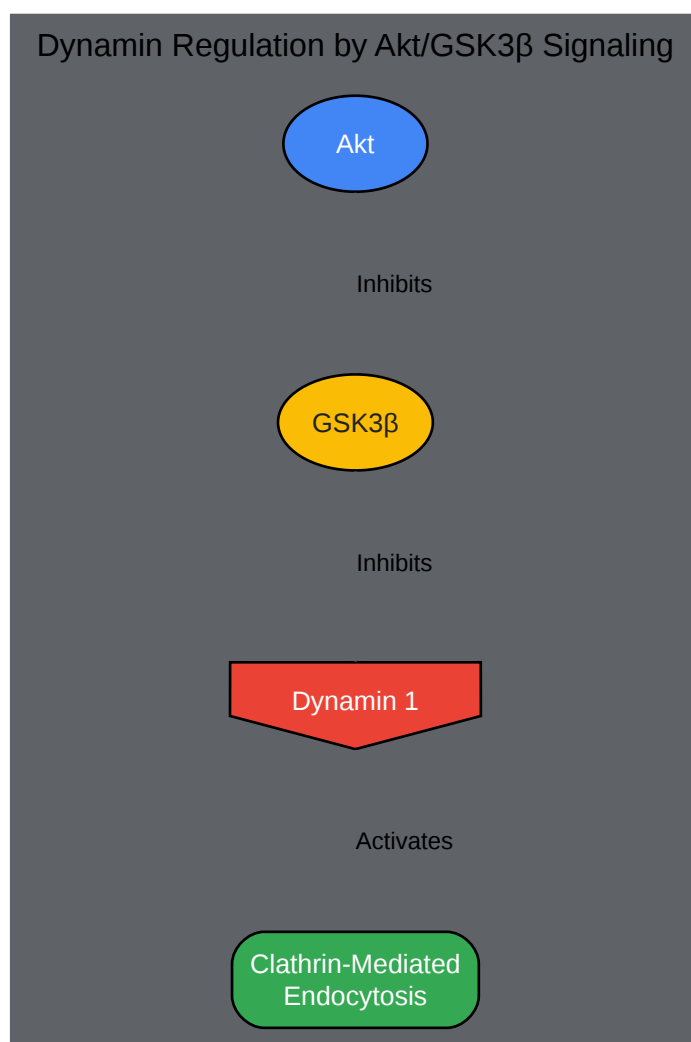 Dynamin Regulation by Akt/GSK3β Signaling
Akt
Inhibits
GSK3β
Inhibits
Dynamin 1
Activates
Clathrin-Mediated
Endocytosis